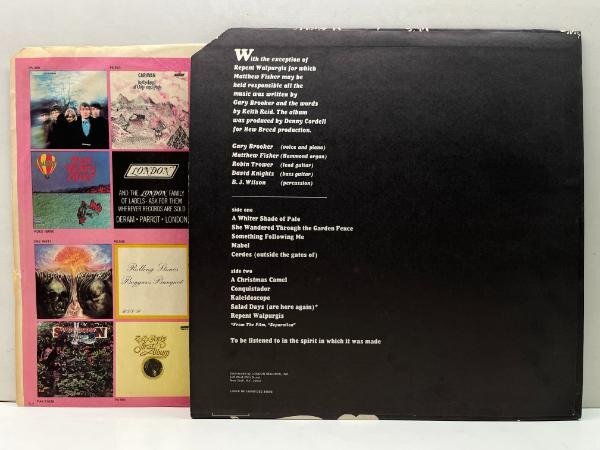 With the exception of
Repent Walpurgis for which
Matthew Fisher may be
held responsible all the
music was written by
Gary Brooker and the words
by Keith Reid. The album
was produced by Denny Cordell
for New Breed production.
Gary Brooker (voice and piano)
Matthew Fisher (Hammond organ)
Robin Trower (lead guitar)
David Knights (bass guitar)
B. J. Wilson (percussion)
side one
A Whiter Shade of Pale
She Wandered Through the Garden Fence
Something Following Me
Mabel
Cerdes (outside the gates of)
side two
A Christmas Camel
Conquistador
Kaleidoscope
Salad Days (are here again)*
Repent Walpurgis
*From The Film, "Separation"
To be listened to in the spirit in which it was made
CARAVAN
LONDON
AND THE LONDON FAMILY
OF LABELS · ASK FOR THEM
WHEREVER RECORDS ARE SOLD
DERAM · PARROT · LONDON
Rolling Stones
Beggars Banquet
R.S.V.P.